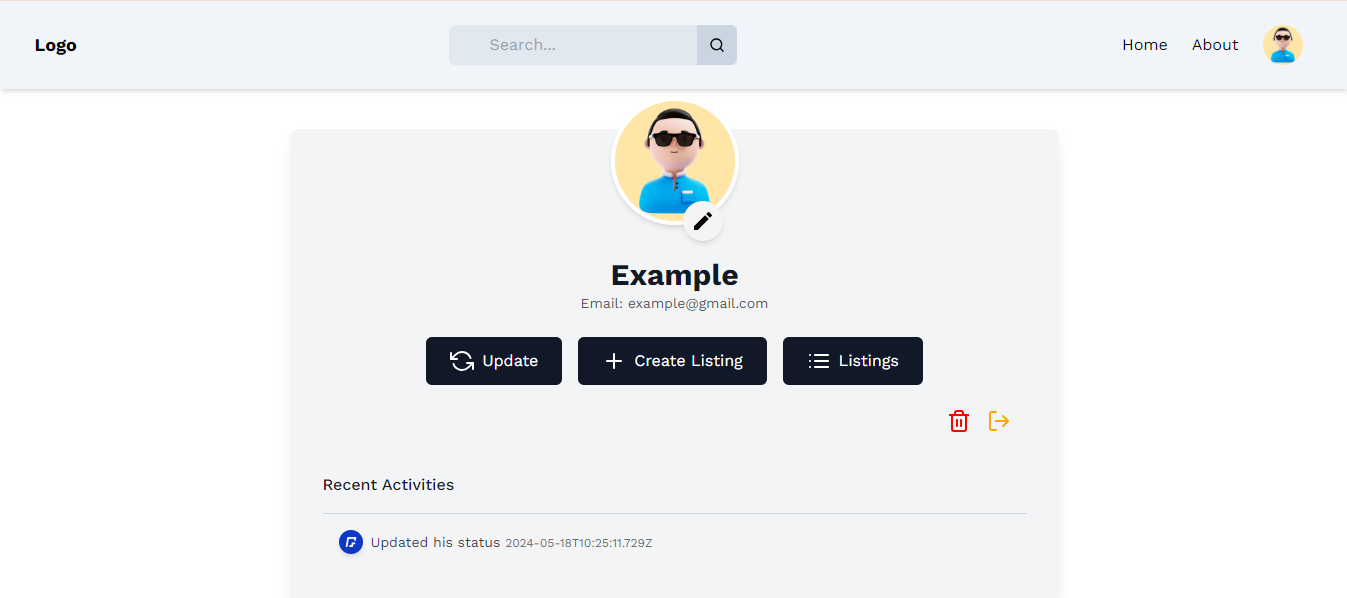 Logo
Search...
Home
About
Example
Email: example@gmail.com
Update
Create Listing
Listings
Recent Activities
Updated his status 2024-05-18T10:25:11.729Z